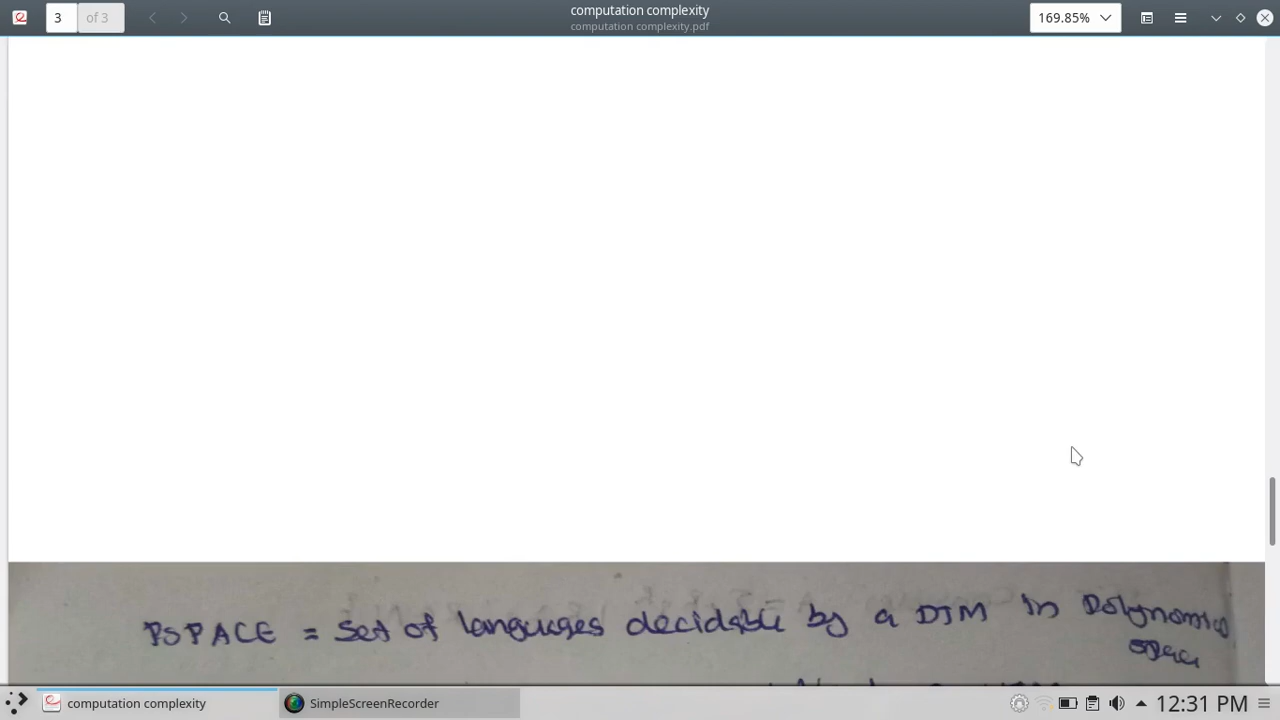 3 of 3
computation complexity
computation complexity.pdf
169.85%
PSPACE = Set of languages decidable by a DTM in Polynomial
space
computation complexity
SimpleScreenRecorder
12:31 PM